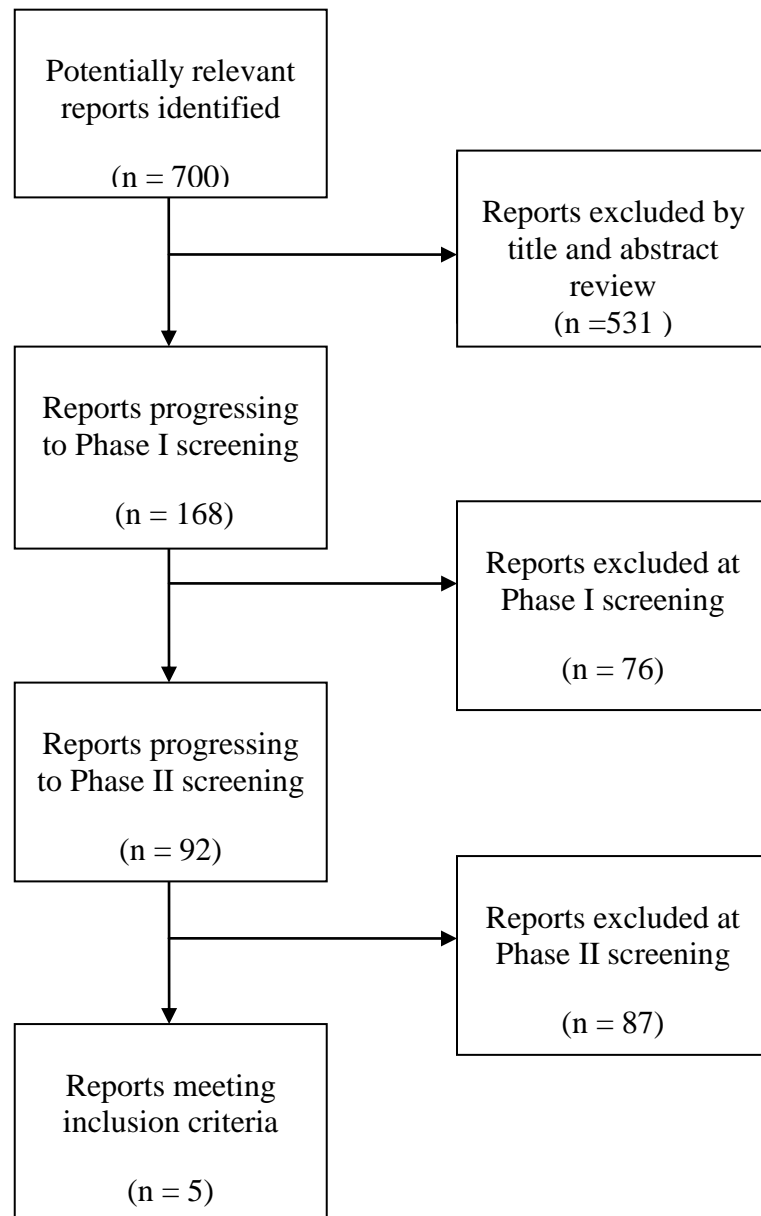 Potentially relevant
reports identified
(n = 700)
Reports excluded by
title and abstract
review
(n =531 )
Reports progressing
to Phase I screening
(n = 168)
Reports excluded at
Phase I screening
(n = 76)
Reports progressing
to Phase II screening
(n = 92)
Reports excluded at
Phase II screening
(n = 87)
Reports meeting
inclusion criteria
(n = 5)